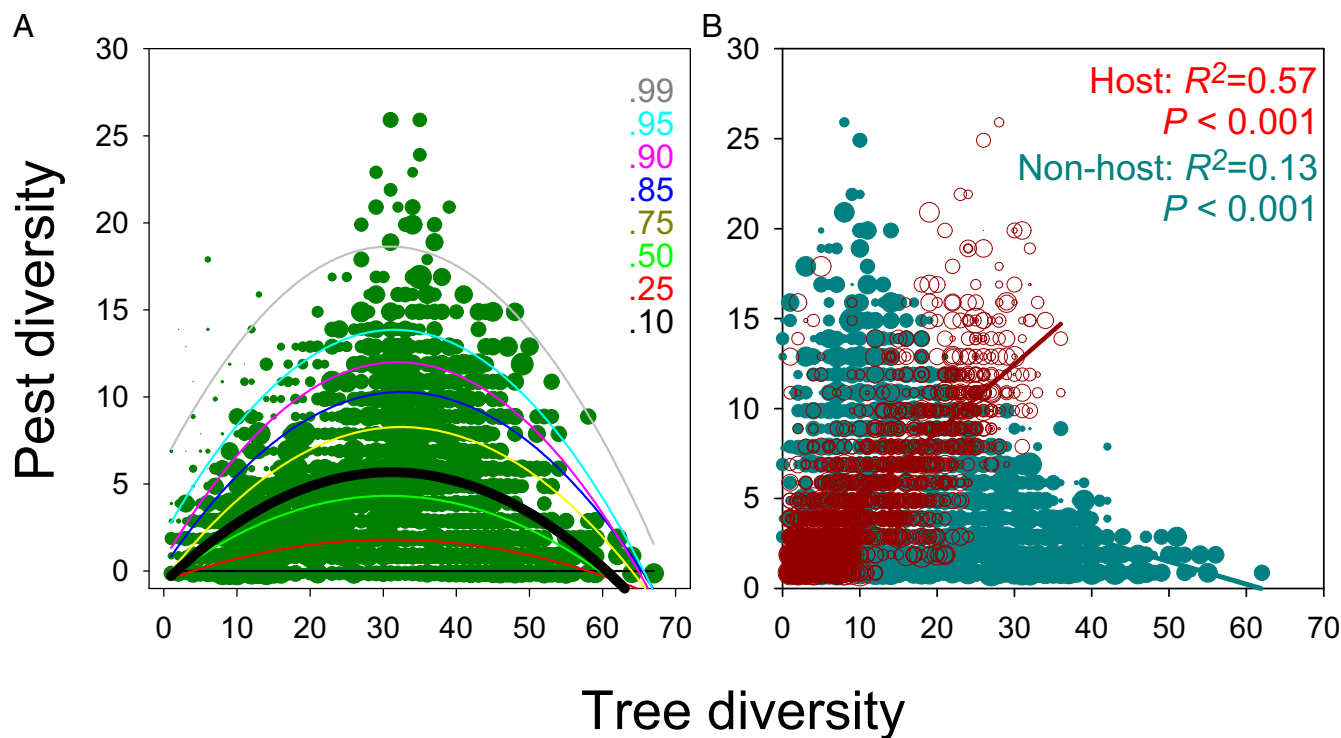 A
B
30
25
20
15
10
5
0
.99
.95
.90
.85
.75
.50
.25
.10
0 10 20 30 40 50 60 70
30
25
20
15
10
5
0
Host: R²=0.57
P < 0.001
Non-host: R²=0.13
P < 0.001
0 10 20 30 40 50 60 70
Pest diversity
Tree diversity